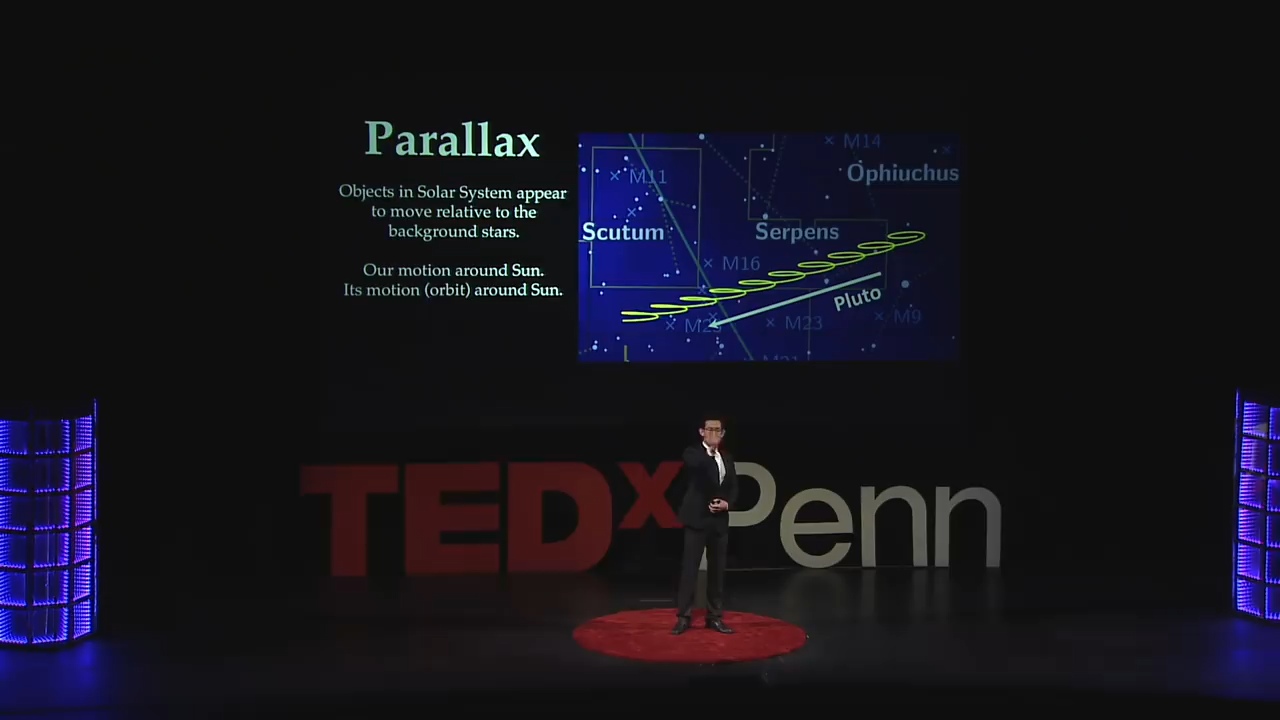 Parallax
Objects in Solar System appear
to move relative to the
background stars.
Our motion around Sun.
Its motion (orbit) around Sun.
M14
Ophiuchus
M11
Scutum
Serpens
M16
Pluto
M23
M9
TEDxPenn